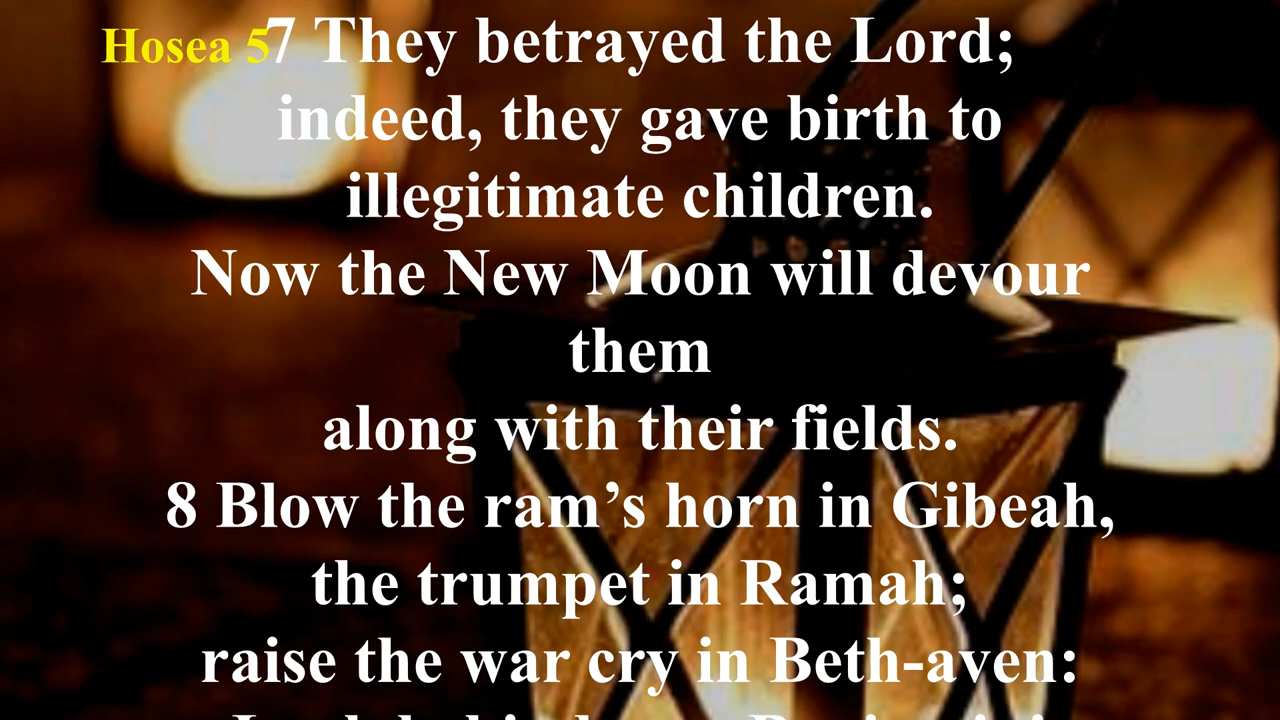 Hosea 5
7 They betrayed the Lord;
indeed, they gave birth to
illegitimate children.
Now the New Moon will devour
them
along with their fields.
8 Blow the ram’s horn in Gibeah,
the trumpet in Ramah;
raise the war cry in Beth-aven: